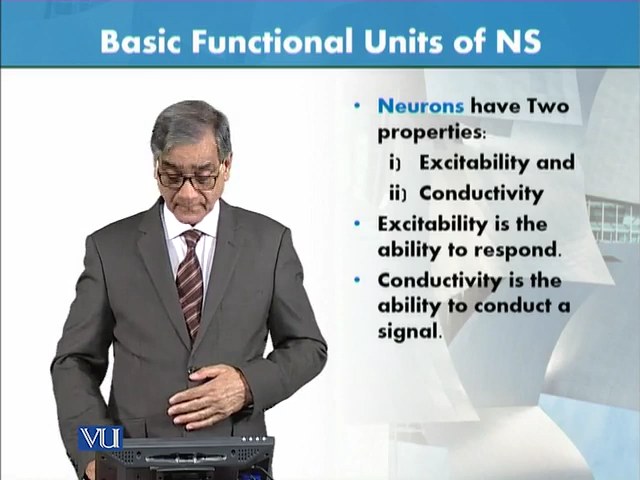 Basic Functional Units of NS
• Neurons have Two
properties:
i) Excitability and
ii) Conductivity
• Excitability is the
ability to respond.
• Conductivity is the
ability to conduct a
signal.
VU